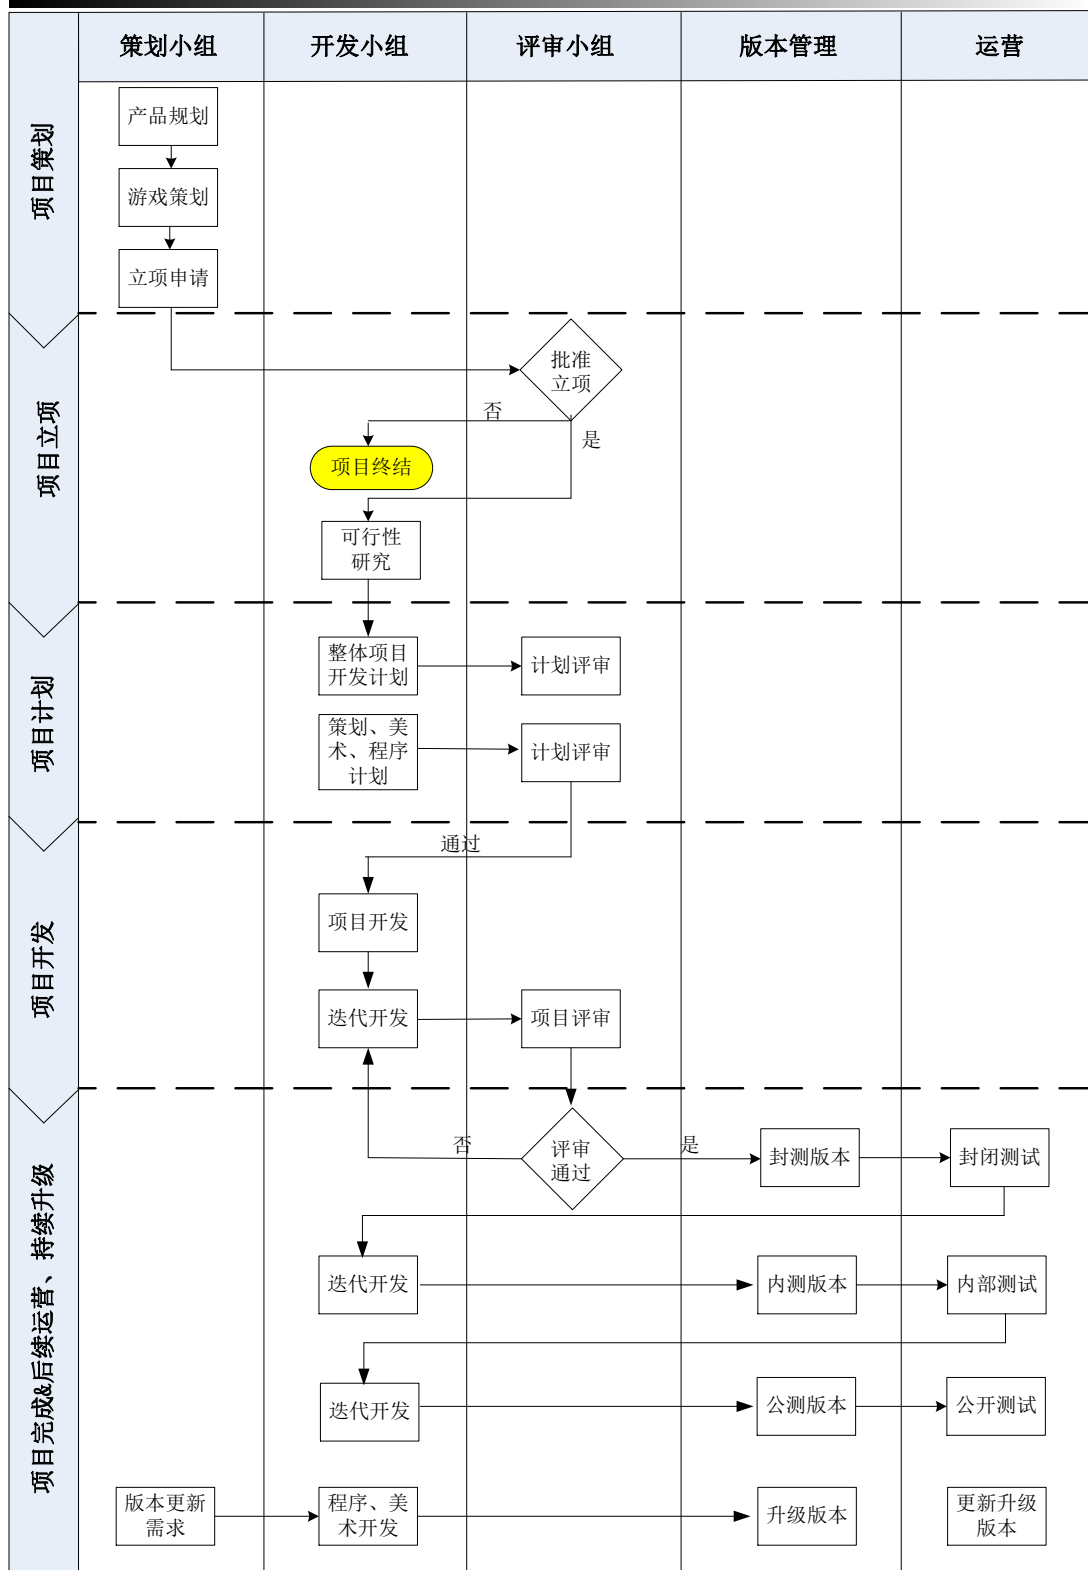 策划小组
开发小组
评审小组
版本管理
运营
项目策划
产品规划
游戏策划
立项申请
项目立项
批准
立项
否
是
项目终结
可行性
研究
项目计划
整体项目
开发计划
计划评审
策划、美
术、程序
计划
计划评审
项目开发
通过
项目开发
迭代开发
项目评审
项目完成&后续运营、持续升级
否
评审
通过
是
封测版本
封闭测试
迭代开发
内测版本
内部测试
迭代开发
公测版本
公开测试
版本更新
需求
程序、美
术开发
升级版本
更新升级
版本